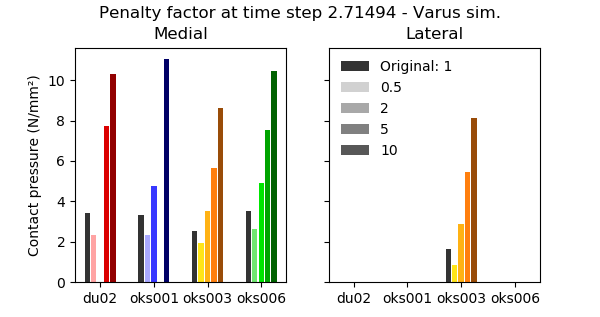 Penalty factor at time step 2.71494 - Varus sim.
Medial
Lateral
Contact pressure (N/mm²)
10
8
6
4
2
0
du02 oks001 oks003 oks006
Original: 1
0.5
2
5
10
du02 oks001 oks003 oks006